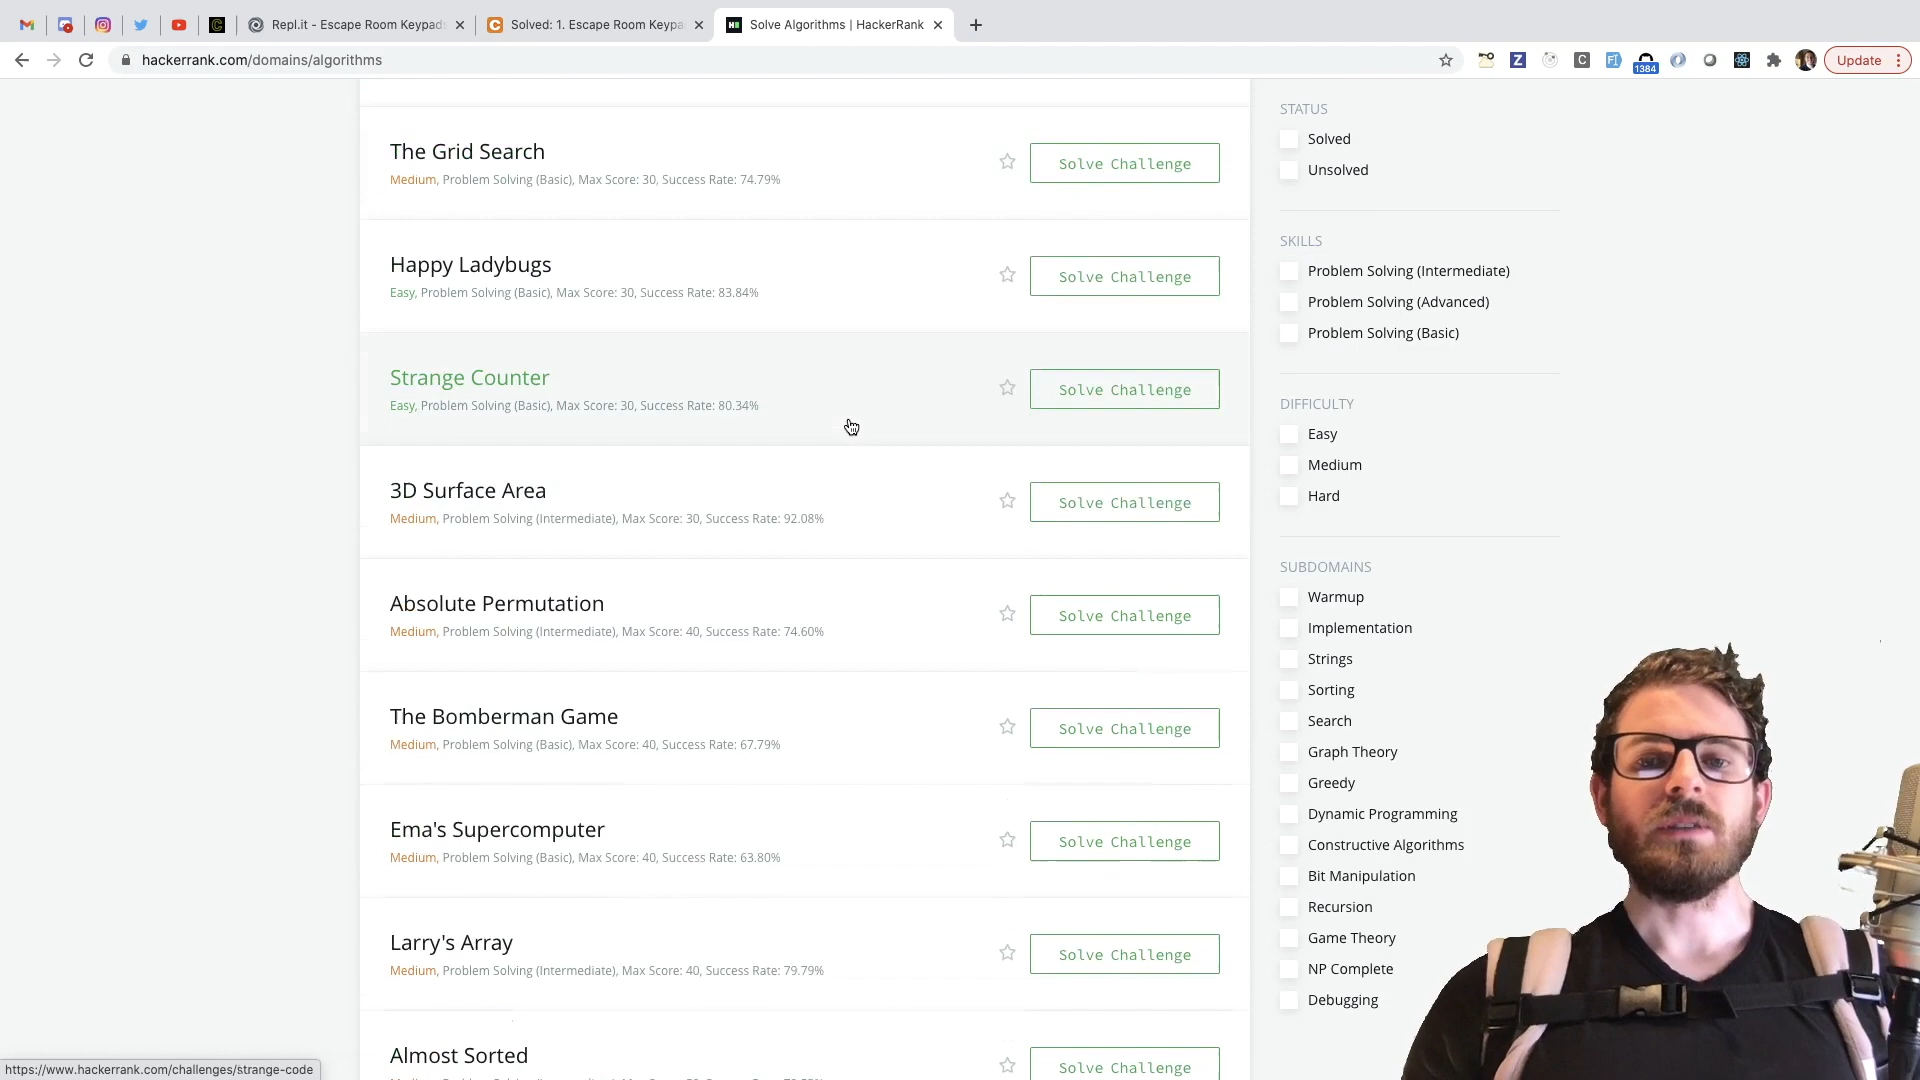 Repl.it - Escape Room Keypad
Solved: 1. Escape Room Keypa
Solve Algorithms | HackerRank
hackerrank.com/domains/algorithms
1384
Update
The Grid Search
Medium, Problem Solving (Basic), Max Score: 30, Success Rate: 74.79%
Solve Challenge
Happy Ladybugs
Easy, Problem Solving (Basic), Max Score: 30, Success Rate: 83.84%
Solve Challenge
Strange Counter
Easy, Problem Solving (Basic), Max Score: 30, Success Rate: 80.34%
Solve Challenge
3D Surface Area
Medium, Problem Solving (Intermediate), Max Score: 30, Success Rate: 92.08%
Solve Challenge
Absolute Permutation
Medium, Problem Solving (Intermediate), Max Score: 40, Success Rate: 74.60%
Solve Challenge
The Bomberman Game
Medium, Problem Solving (Basic), Max Score: 40, Success Rate: 67.79%
Solve Challenge
Ema's Supercomputer
Medium, Problem Solving (Basic), Max Score: 40, Success Rate: 63.80%
Solve Challenge
Larry's Array
Medium, Problem Solving (Intermediate), Max Score: 40, Success Rate: 79.79%
Solve Challenge
Almost Sorted
Solve Challenge
STATUS
Solved
Unsolved
SKILLS
Problem Solving (Intermediate)
Problem Solving (Advanced)
Problem Solving (Basic)
DIFFICULTY
Easy
Medium
Hard
SUBDOMAINS
Warmup
Implementation
Strings
Sorting
Search
Graph Theory
Greedy
Dynamic Programming
Constructive Algorithms
Bit Manipulation
Recursion
Game Theory
NP Complete
Debugging
https://www.hackerrank.com/challenges/strange-code